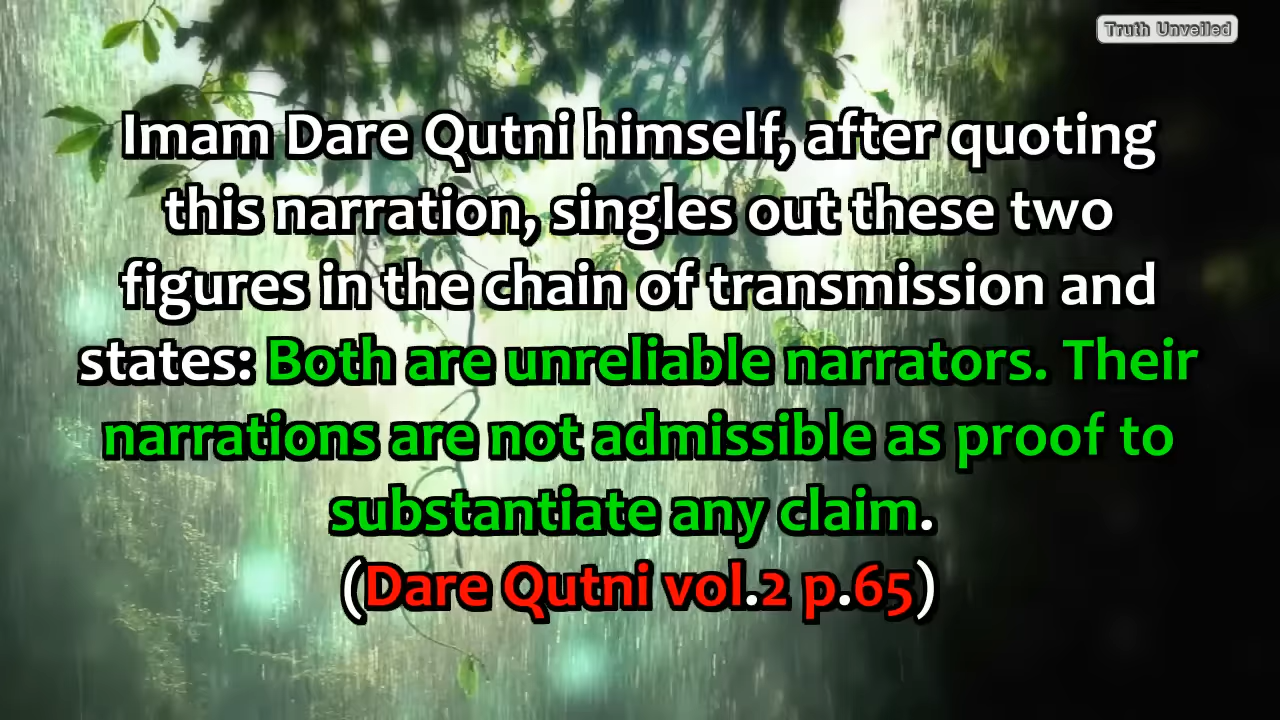 Truth Unveiled
Imam Dare Qutni himself, after quoting
this narration, singles out these two
figures in the chain of transmission and
states: Both are unreliable narrators. Their
narrations are not admissible as proof to
substantiate any claim.
(Dare Qutni vol.2 p.65)